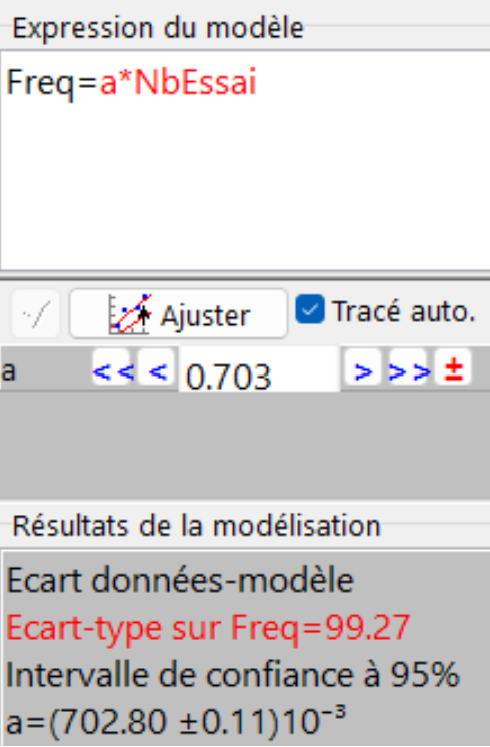 Expression du modèle
Freq=a*NbEssai
Ajuster Tracé auto.
a << < 0.703 > >> ±
Résultats de la modélisation
Ecart données-modèle
Ecart-type sur Freq=99.27
Intervalle de confiance à 95%
a=(702.80 ±0.11)10⁻³